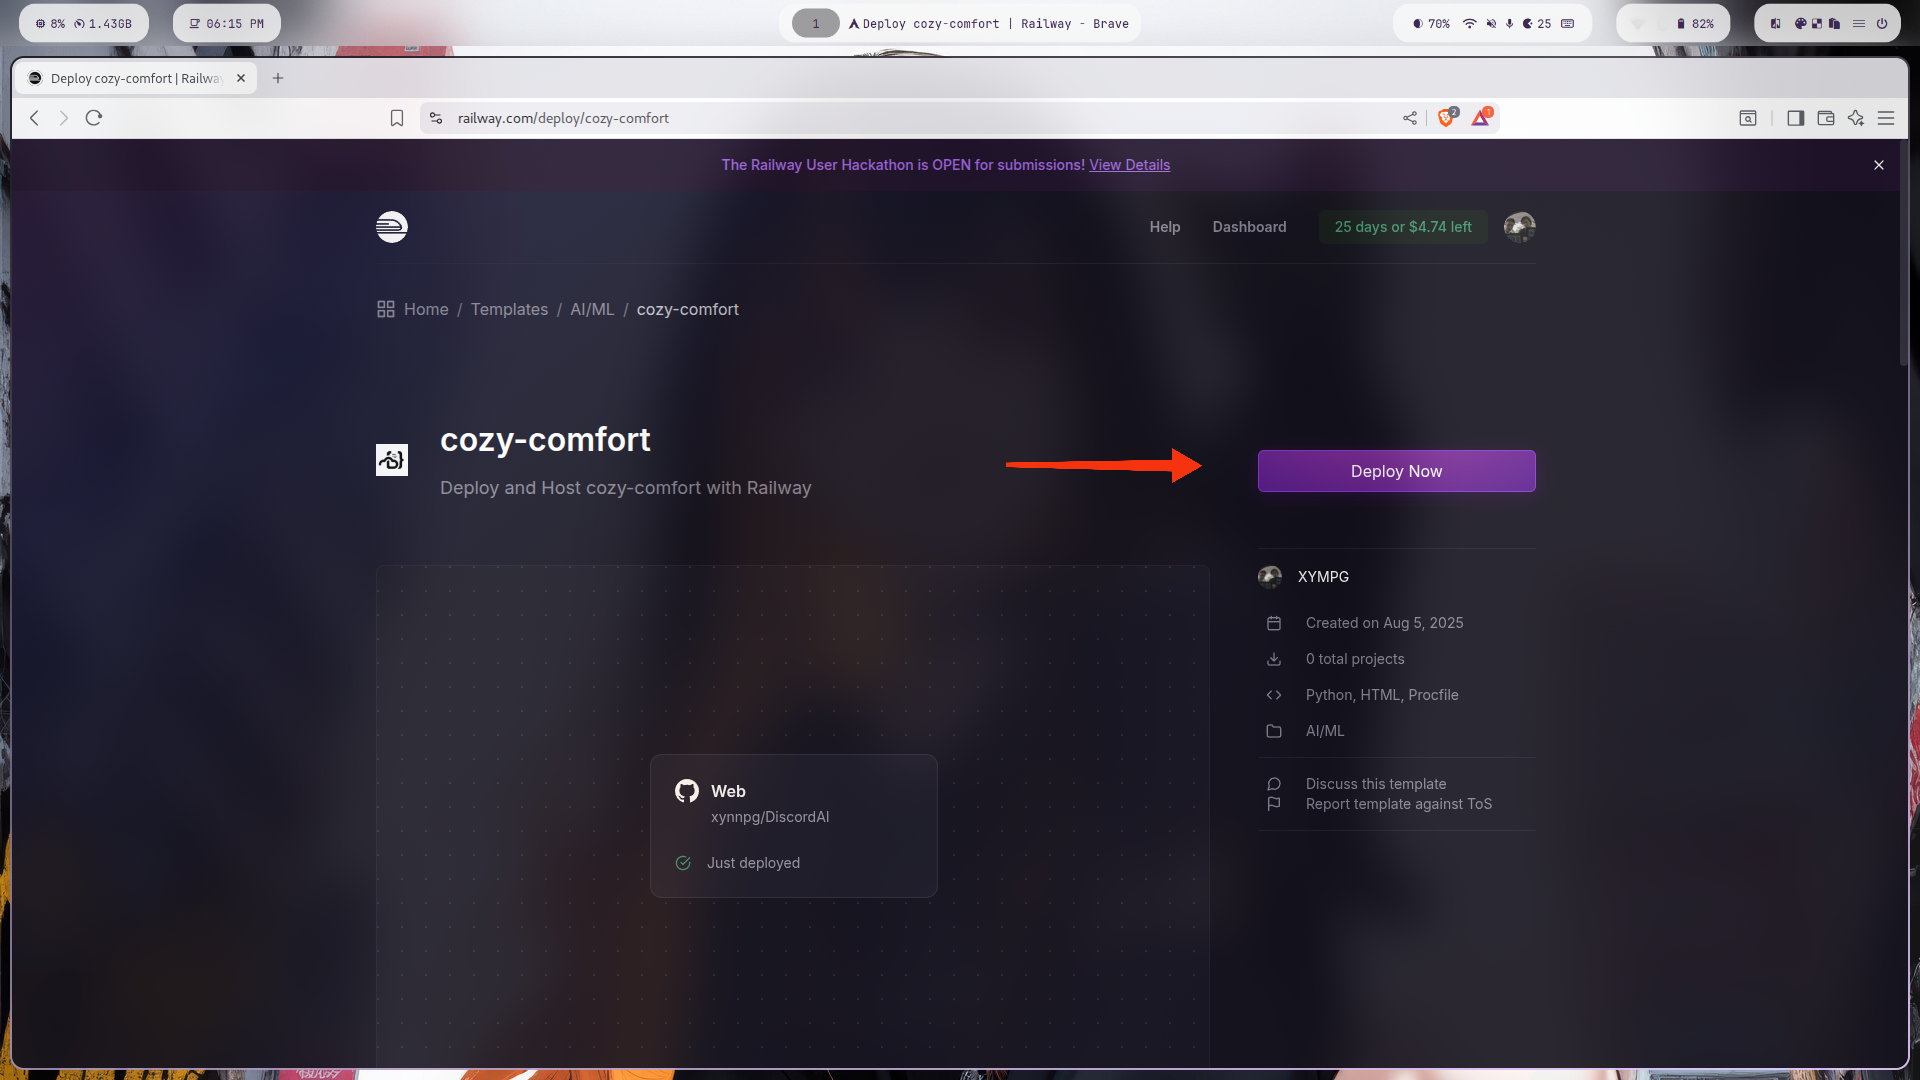 8% 1.43GB
06:15 PM
1
Deploy cozy-comfort | Railway - Brave
70%
25
82%
Deploy cozy-comfort | Railway
railway.com/deploy/cozy-comfort
2
1
The Railway User Hackathon is OPEN for submissions! View Details
Help
Dashboard
25 days or $4.74 left
Home / Templates / AI/ML / cozy-comfort
cozy-comfort
Deploy and Host cozy-comfort with Railway
Deploy Now
XYMPG
Created on Aug 5, 2025
0 total projects
Python, HTML, Procfile
AI/ML
Discuss this template
Report template against ToS
Web
xynnpg/DiscordAI
Just deployed